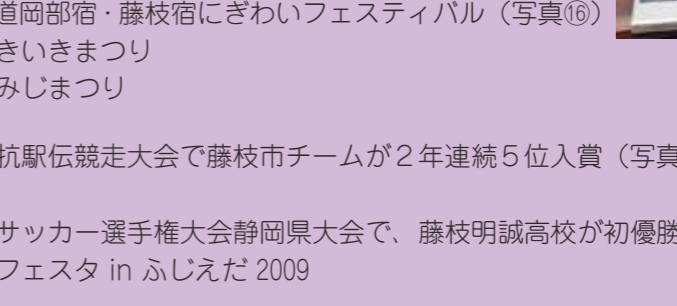 道岡部宿・藤枝宿にぎわいフェスティバル（写真⑯）
きいきまつり
みじまつり
抗駅伝競走大会で藤枝市チームが２年連続５位入賞（写真
サッカー選手権大会静岡県大会で、藤枝明誠高校が初優勝
フェスタ in ふじえだ 2009